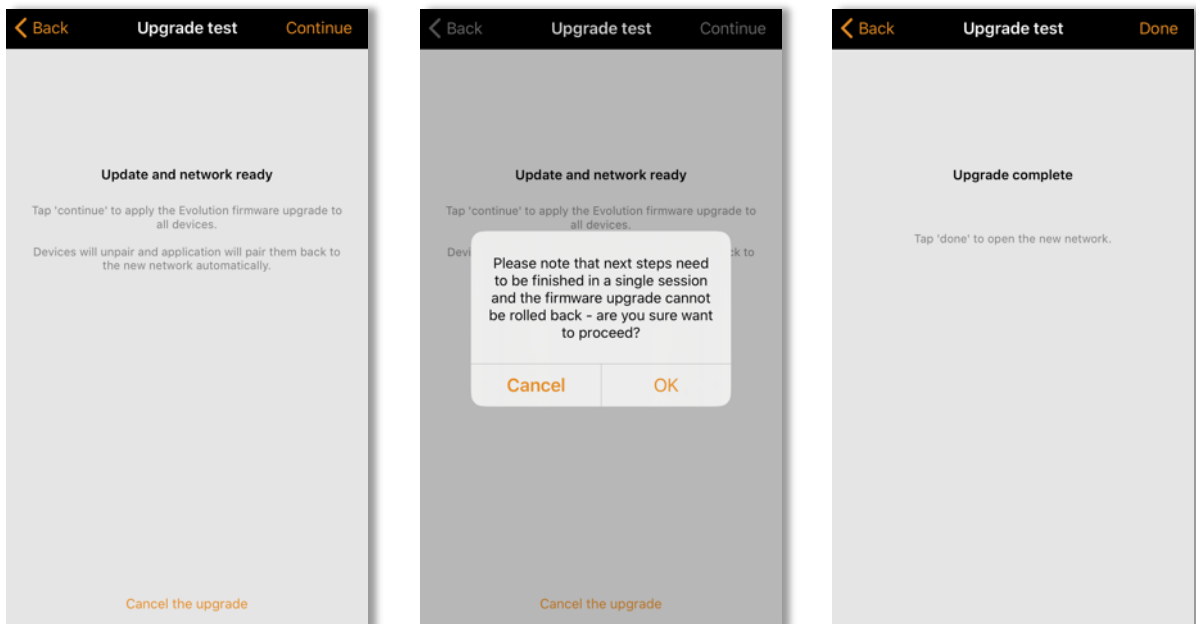 Back Upgrade test Continue
Update and network ready
Tap 'continue' to apply the Evolution firmware upgrade to
all devices.
Devices will unpair and application will pair them back to
the new network automatically.
Cancel the upgrade
Back Upgrade test Continue
Update and network ready
Tap 'continue' to apply the Evolution firmware upgrade to
all devices.
Devi ck to
Please note that next steps need
to be finished in a single session
and the firmware upgrade cannot
be rolled back - are you sure want
to proceed?
Cancel OK
Cancel the upgrade
Back Upgrade test Done
Upgrade complete
Tap 'done' to open the new network.